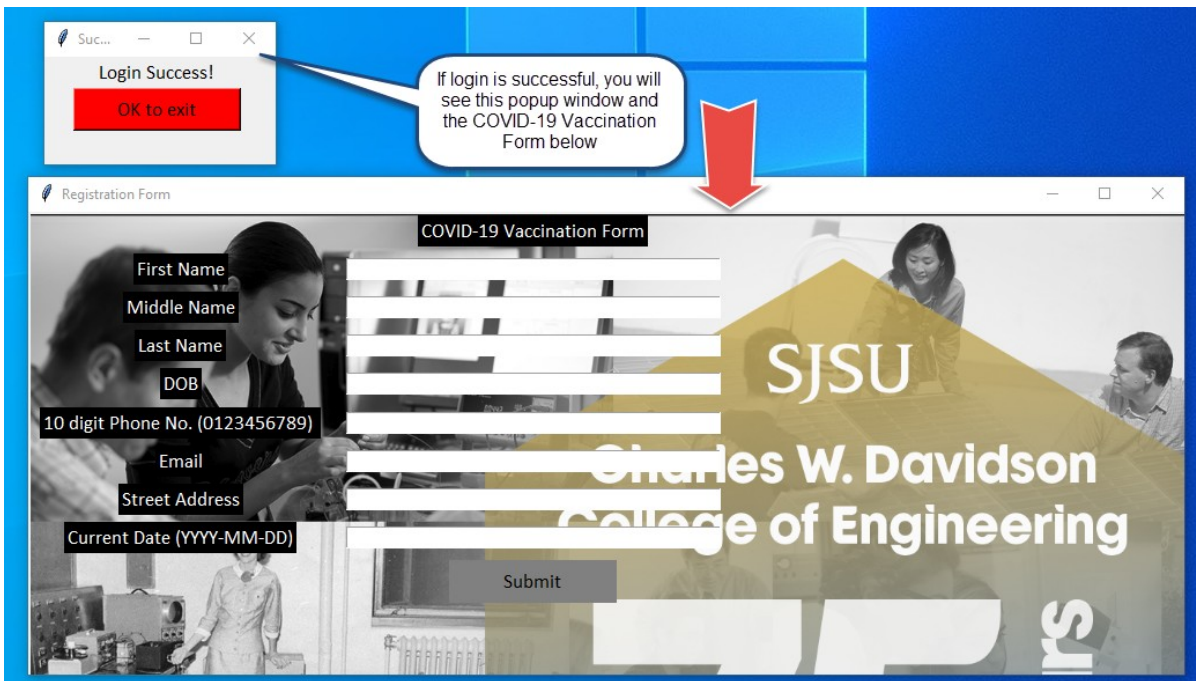 Suc...
Login Success!
OK to exit
If login is successful, you will
see this popup window and
the COVID-19 Vaccination
Form below
Registration Form
COVID-19 Vaccination Form
First Name
Middle Name
Last Name
DOB
10 digit Phone No. (0123456789)
Email
Street Address
Current Date (YYYY-MM-DD)
Submit
SJSU
Charles W. Davidson
College of Engineering